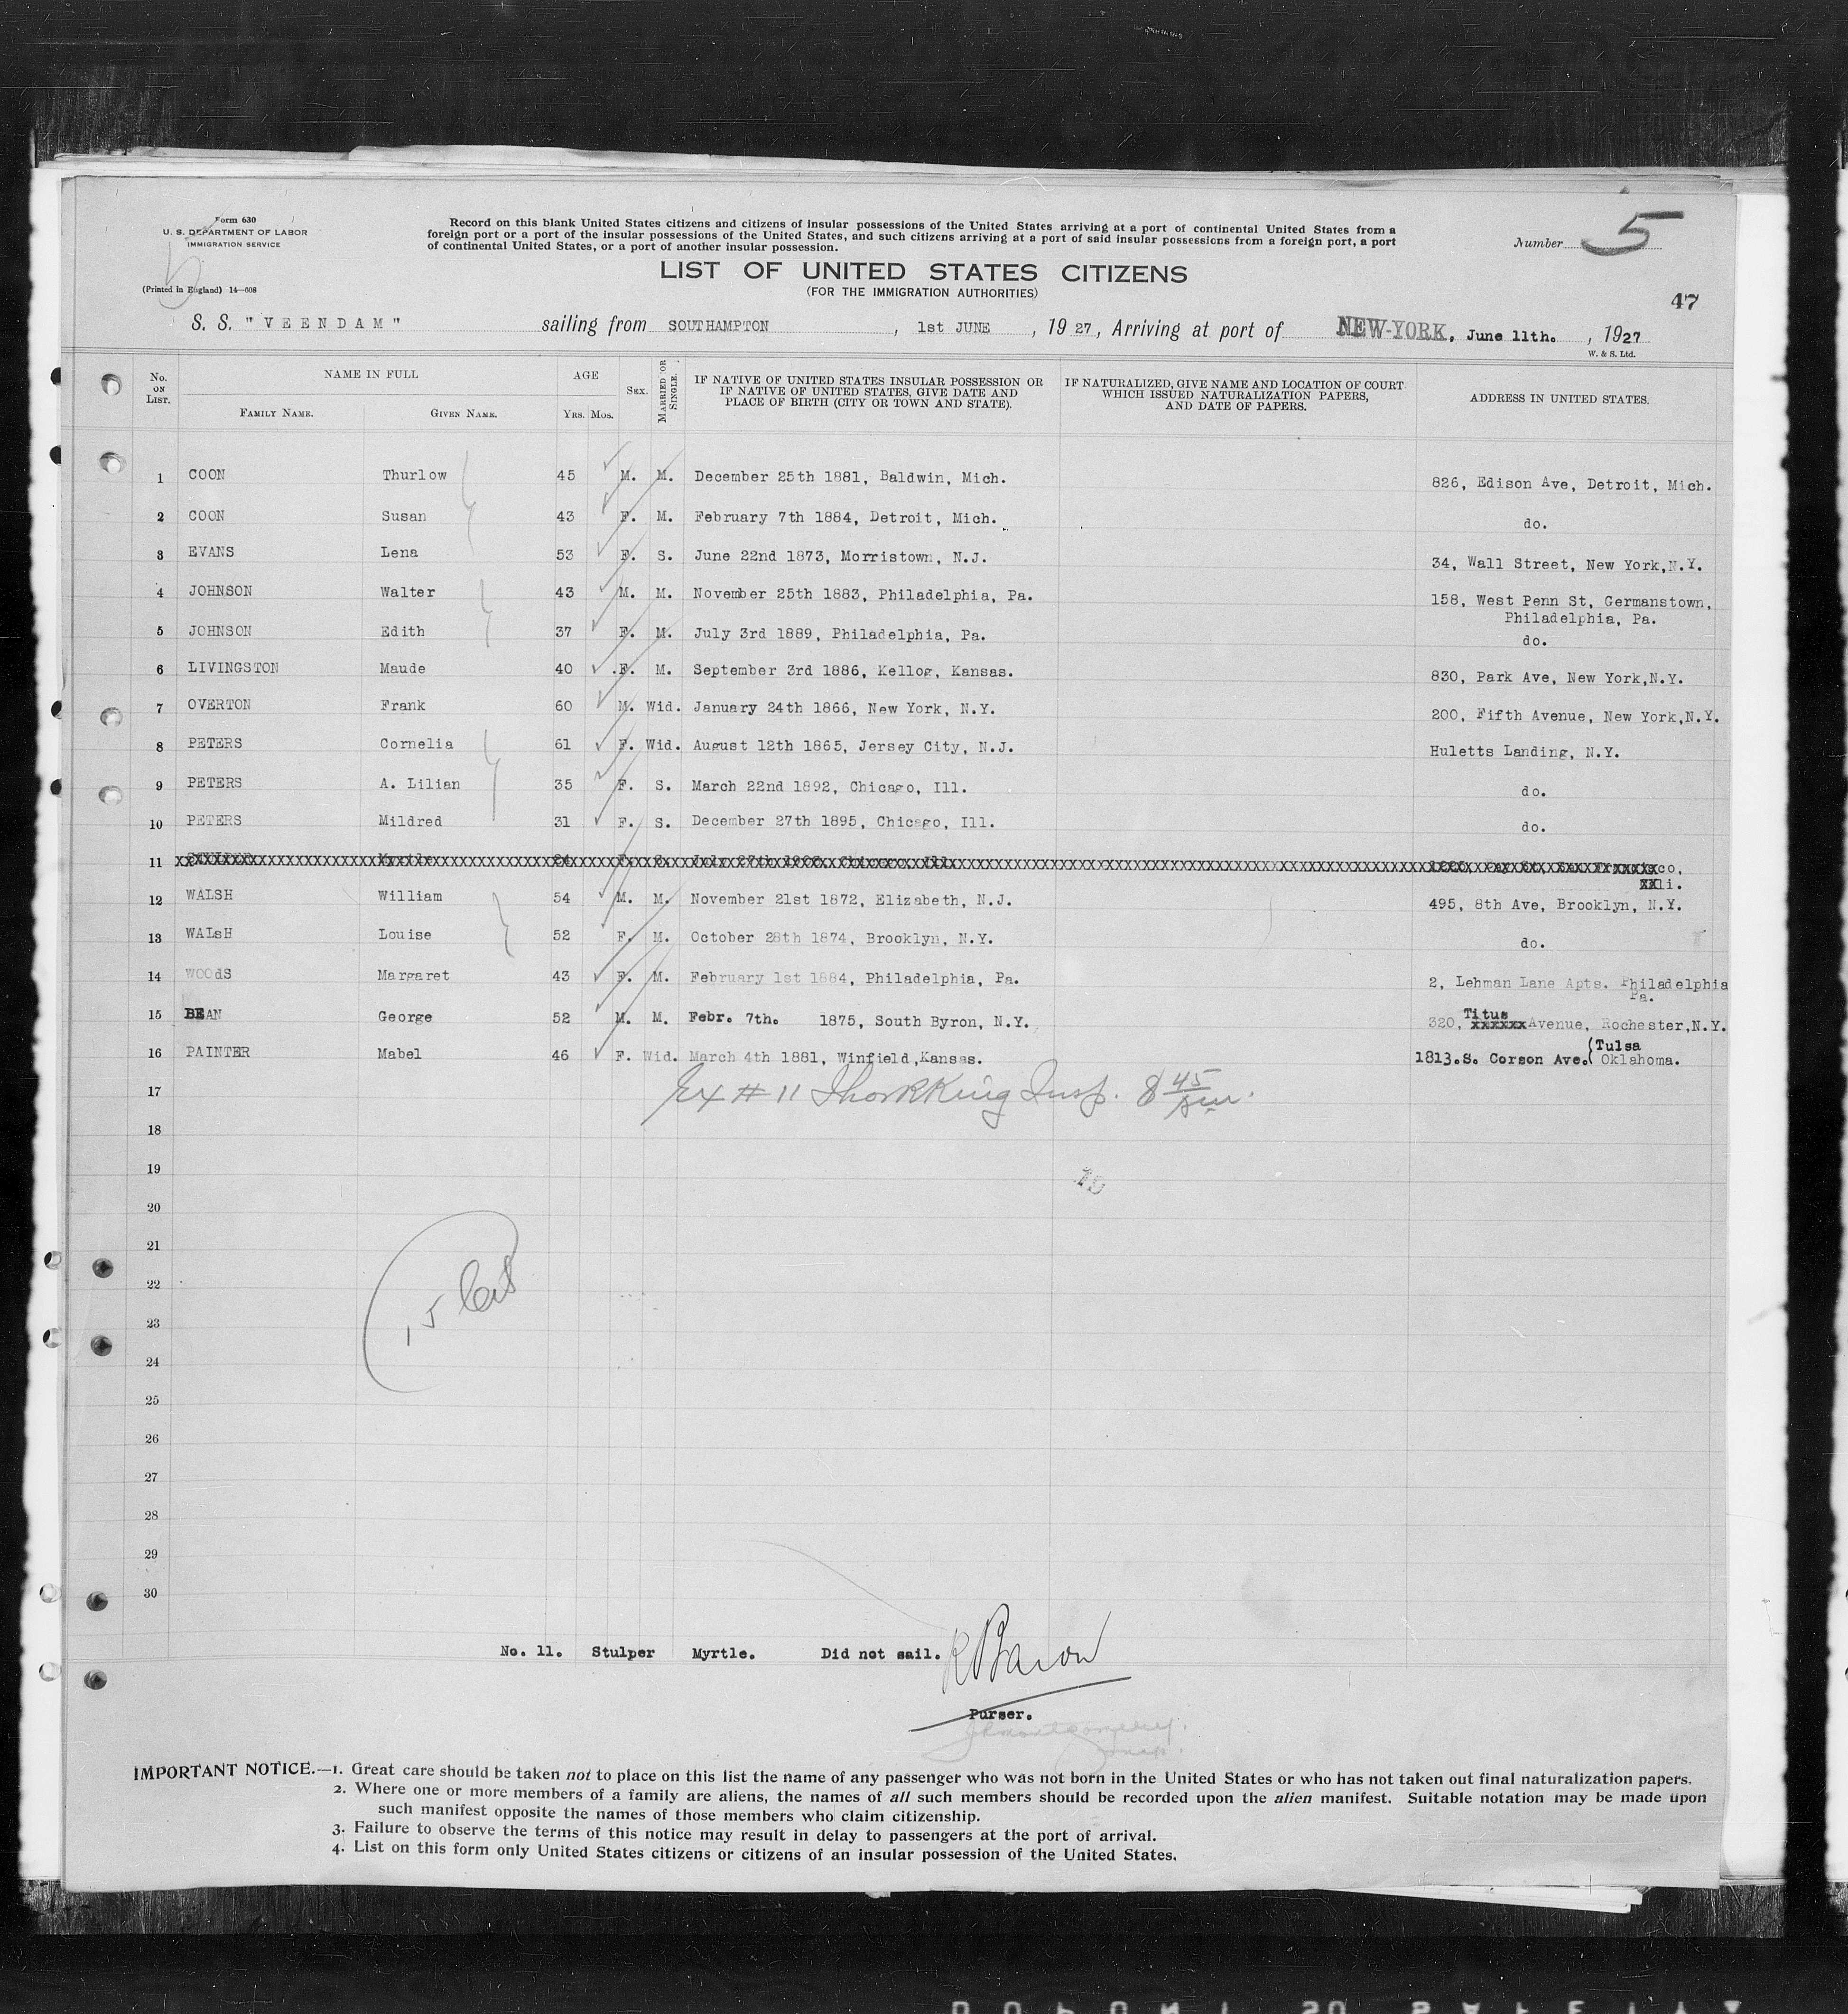 Form 630
U. S. DEPARTMENT OF LABOR
IMMIGRATION SERVICE
(Printed in England) 14—608
Record on this blank United States citizens and citizens of insular possessions of the United States arriving at a port of continental United States from a
foreign port or a port of the insular possessions of the United States, and such citizens arriving at a port of said insular possessions from a foreign port, a port
of continental United States, or a port of another insular possession.
Number 5
LIST OF UNITED STATES CITIZENS
(FOR THE IMMIGRATION AUTHORITIES)
47
S. S. "VEENDAM" sailing from SOUTHAMPTON, 1st JUNE, 1927, Arriving at port of NEW-YORK, June 11th., 1927
W. & S. Ltd.
No. ON LIST. NAME IN FULL FAMILY NAME. GIVEN NAME. AGE YRS. MOS. SEX. MARRIED OR SINGLE. IF NATIVE OF UNITED STATES INSULAR POSSESSION OR IF NATIVE OF UNITED STATES, GIVE DATE AND PLACE OF BIRTH (CITY OR TOWN AND STATE). IF NATURALIZED, GIVE NAME AND LOCATION OF COURT WHICH ISSUED NATURALIZATION PAPERS, AND DATE OF PAPERS. ADDRESS IN UNITED STATES.
1 COON Thurlow 45 M. M. December 25th 1881, Baldwin, Mich. 826, Edison Ave, Detroit, Mich.
2 COON Susan 43 F. M. February 7th 1884, Detroit, Mich. do.
3 EVANS Lena 53 F. S. June 22nd 1873, Morristown, N.J. 34, Wall Street, New York,N.Y.
4 JOHNSON Walter 43 M. M. November 25th 1883, Philadelphia, Pa. 158, West Penn St, Germanstown,
Philadelphia, Pa.
5 JOHNSON Edith 37 F. M. July 3rd 1889, Philadelphia, Pa. do.
6 LIVINGSTON Maude 40 F. M. September 3rd 1886, Kellog, Kansas. 830, Park Ave, New York,N.Y.
7 OVERTON Frank 60 M. Wid. January 24th 1866, New York, N.Y. 200, Fifth Avenue, New York,N.Y.
8 PETERS Cornelia 61 F. Wid. August 12th 1865, Jersey City, N.J. Huletts Landing, N.Y.
9 PETERS A. Lilian 35 F. S. March 22nd 1892, Chicago, Ill. do.
10 PETERS Mildred 31 F. S. December 27th 1895, Chicago, Ill. do.
11
12 WALSH William 54 M. M. November 21st 1872, Elizabeth, N.J. 495, 8th Ave, Brooklyn, N.Y.
13 WALsH Louise 52 F. M. October 28th 1874, Brooklyn, N.Y. do.
14 WOOdS Margaret 43 F. M. February 1st 1884, Philadelphia, Pa. 2, Lehman Lane Apts. Philadelphia
Pa.
15 BEAN George 52 M. M. Febr. 7th. 1875, South Byron, N.Y. 320, Titus Avenue, Rochester,N.Y.
16 PAINTER Mabel 46 F. Wid. March 4th 1881, Winfield,Kansas. 1813.S. Corson Ave.(Tulsa Oklahoma.
17
18
19
20
21
22
23
24
25
26
27
28
29
30
No. 11. Stulper Myrtle. Did not sail.
Purser.
IMPORTANT NOTICE.—1. Great care should be taken not to place on this list the name of any passenger who was not born in the United States or who has not taken out final naturalization papers.
2. Where one or more members of a family are aliens, the names of all such members should be recorded upon the alien manifest. Suitable notation may be made upon
such manifest opposite the names of those members who claim citizenship.
3. Failure to observe the terms of this notice may result in delay to passengers at the port of arrival.
4. List on this form only United States citizens or citizens of an insular possession of the United States.